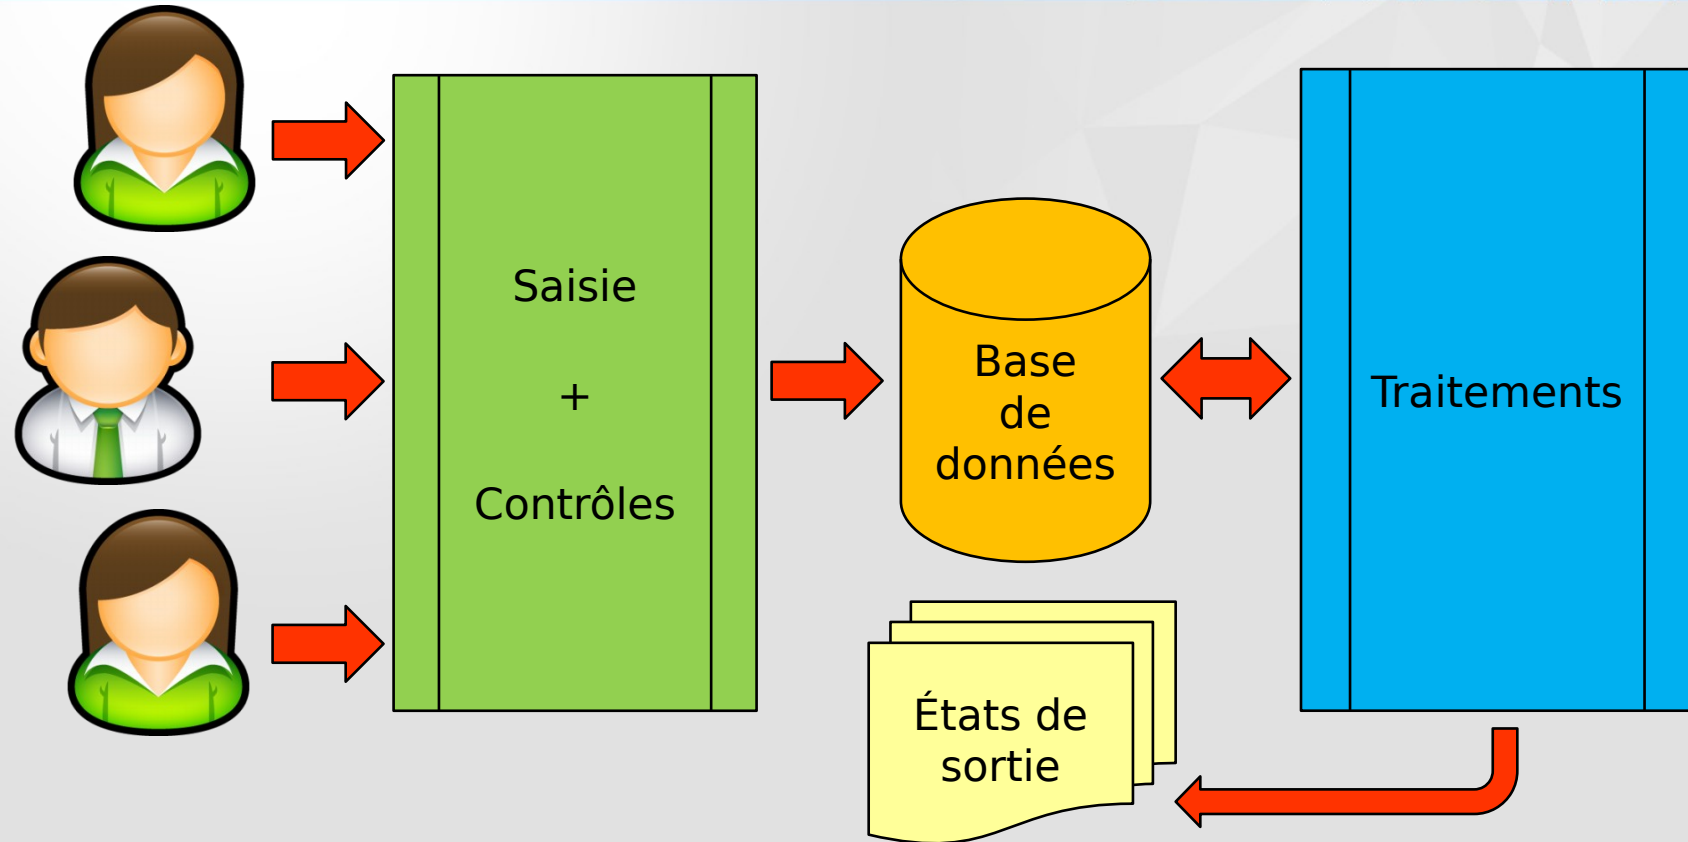 Saisie
+
Contrôles
Base
de
données
Traitements
États de
sortie